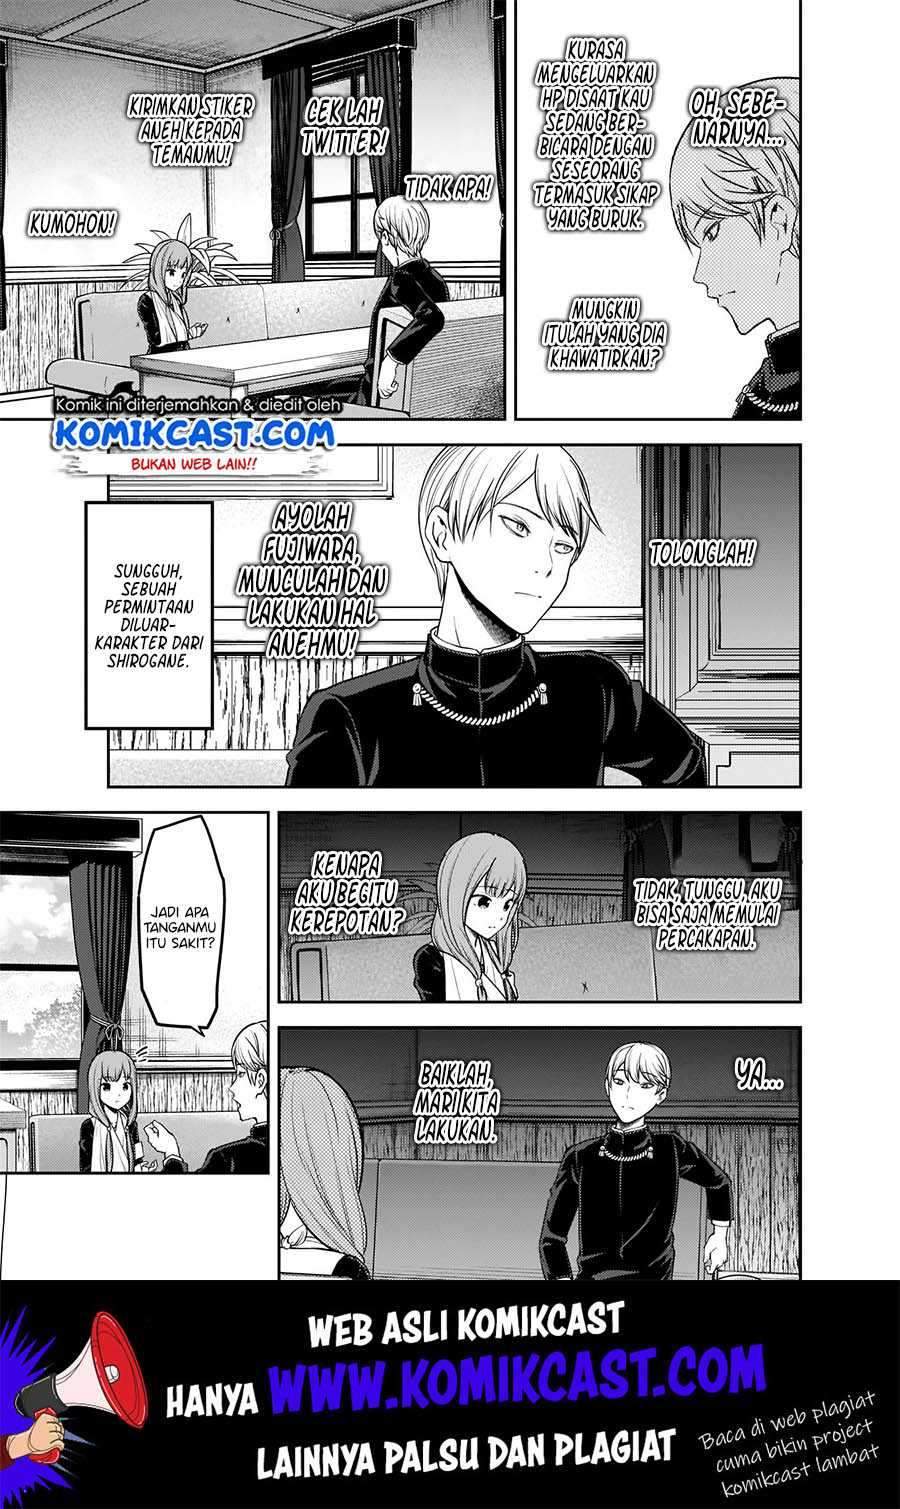 OH, SEBE-
NARNYA...
KURASA
MENGELUARKAN
HP DISAAT KAU
SEDANG BER-
BICARA DENGAN
SESEORANG
TERMASUK SIKAP
YANG BURUK.
MUNGKIN
ITULAH YANG DIA
KHAWATIRKAN?
TIDAK APA!
CEK LAH
TWITTER!
KIRIMKAN STIKER
ANEH KEPADA
TEMANMU!
KUMOHON!
Komik ini diterjemahkan & diedit oleh
KOMIKCAST.COM
BUKAN WEB LAIN!!
TOLONGLAH!
AYOLAH
FUJIWARA,
MUNCULAH DAN
LAKUKAN HAL
ANEHMU!
SUNGGUH,
SEBUAH
PERMINTAAN
DILUAR-
KARAKTER DARI
SHIROGANE.
TIDAK, TUNGGU, AKU
BISA SAJA MEMULAI
PERCAKAPAN.
KENAPA
AKU BEGITU
KEREPOTAN?
YA...
BAIKLAH,
MARI KITA
LAKUKAN.
JADI APA
TANGANMU
ITU SAKIT?
WEB ASLI KOMIKCAST
HANYA WWW.KOMIKCAST.COM
LAINNYA PALSU DAN PLAGIAT
Baca di web plagiat
cuma bikin project
komikcast lambat